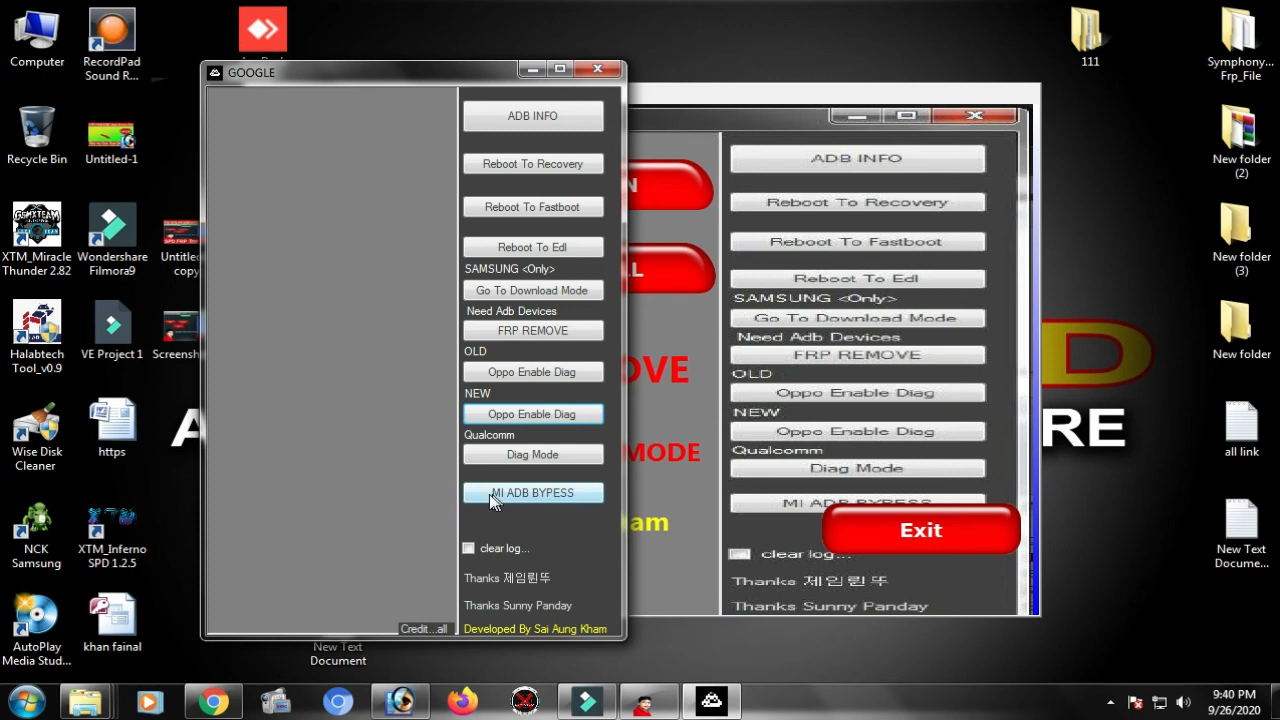 Computer
RecordPad
Sound R...
Recycle Bin
Untitled-1
XTM_Miracle
Thunder 2.82
Wondershare
Filmora9
copy
Halabtech
Tool_v0.9
VE Project 1
Wise Disk
Cleaner
https
NCK
Samsung
XTM_Inferno
SPD 1.2.5
AutoPlay
Media Stud...
khan fainal
New Text
Document
GOOGLE
ADB INFO
Reboot To Recovery
Reboot To Fastboot
Reboot To Edl
SAMSUNG <Only>
Go To Download Mode
Need Adb Devices
FRP REMOVE
OLD
Oppo Enable Diag
NEW
Oppo Enable Diag
Qualcomm
Diag Mode
MI ADB BYPESS
clear log...
Thanks 제임린뚜
Thanks Sunny Panday
Credit...all
Developed By Sai Aung Kham
MODE
ADB INFO
Reboot To Recovery
Reboot To Fastboot
Reboot To Edl
SAMSUNG <Only>
Go To Download Mode
Need Adb Devices
FRP REMOVE
OLD
Oppo Enable Diag
NEW
Oppo Enable Diag
Qualcomm
Diag Mode
MI ADB BYPESS
Exit
clear log...
Thanks 제임린뚜
Thanks Sunny Panday
D
A
RE
111
Symphony...
Frp_File
New folder
(2)
New folder
(3)
New folder
all link
New Text
Docume...
9:40 PM
9/26/2020